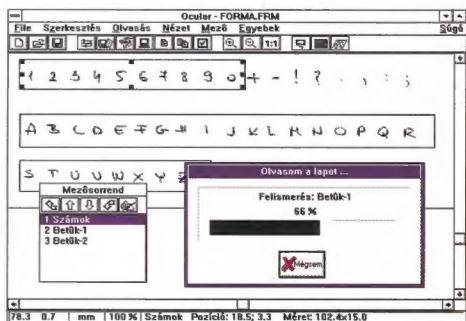 Ocular - FORMA.FRM
File Szerkesztés Olvasás Nézet Mező Egyebek Súgó
1:1
1 2 3 4 5 6 7 8 9 0 + - ! ? . , : ;
A B C D E F G H I J K L M N O P Q R
S T U V W X Y
Mezősorrend
1 Számok
2 Betűk-1
3 Betűk-2
Olvasom a lapot ...
Felismerés: Betűk-1
66 %
Mégsem
78.3 0.7 mm 100 % Számok Pozíció: 18.5; 3.3 Méret: 102.4x15.0